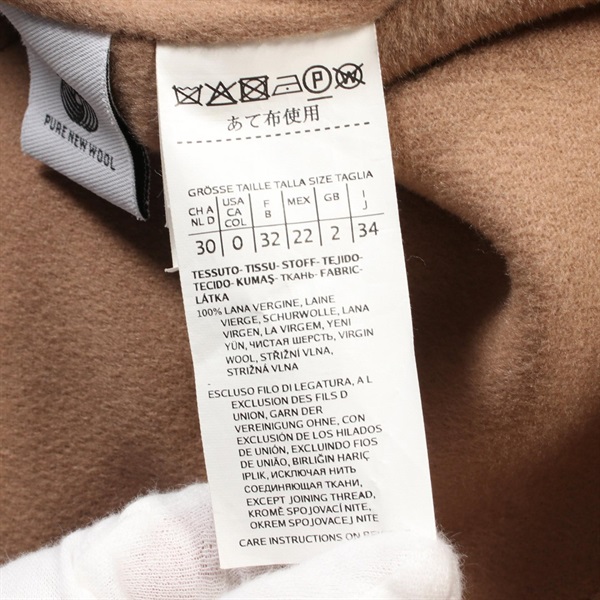 PURE NEW WOOL
P W
あて布使用
GRÖSSE TAILLE TALLA SIZE TAGLIA
CH A NL D USA CA COL F B MEX GB I J
30 0 32 22 2 34
TESSUTO- TISSU- STOFF- TEJIDO-
TECIDO- KUMAŞ- ТКАНЬ- FABRIC-
LÁTKA
100% LANA VERGINE, LAINE
VIERGE, SCHURWOLLE, LANA
VIRGEN, LA VIRGEM, YENI
YÜN, ЧИСТАЯ ШЕРСТЬ, VIRGIN
WOOL, STŘIŽNÍ VLNA,
STRIŽNÁ VLNA
ESCLUSO FILO DI LEGATURA, A L
EXCLUSION DES FILS D
UNION, GARN DER
VEREINIGUNG OHNE, CON
EXCLUSIÓN DE LOS HILADOS
DE UNIÓN, EXCLUINDO FIOS
DE UNIÃO, BIRLIĞIN HARIÇ
IPLIK, ИСКЛЮЧАЯ НИТЬ
СОЕДИНЯЮЩАЯ ТКАНИ,
EXCEPT JOINING THREAD,
KROMĚ SPOJOVACÍ NITE,
OKREM SPOJOVACEJ NITE
CARE INSTRUCTIONS ON